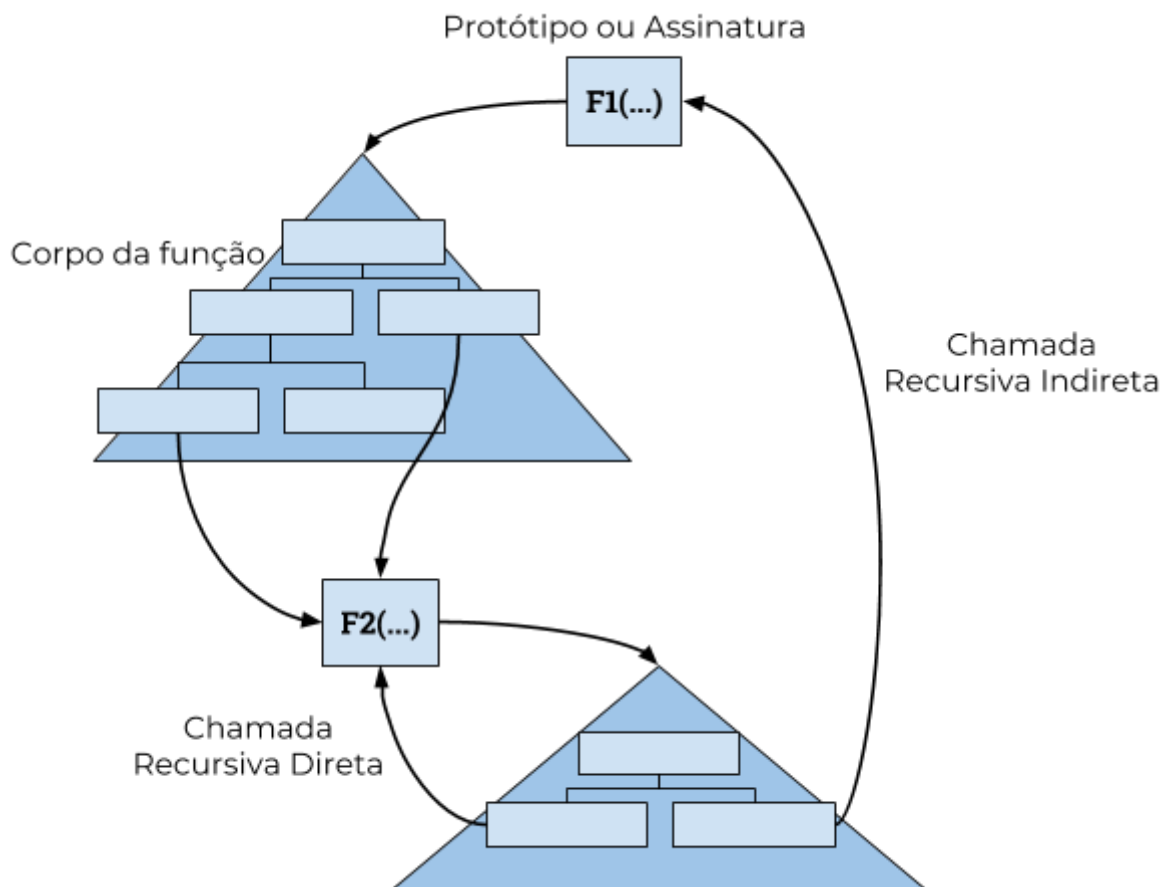 Protótipo ou Assinatura
F1(...)
Corpo da função
Chamada
Recursiva Indireta
F2(...)
Chamada
Recursiva Direta